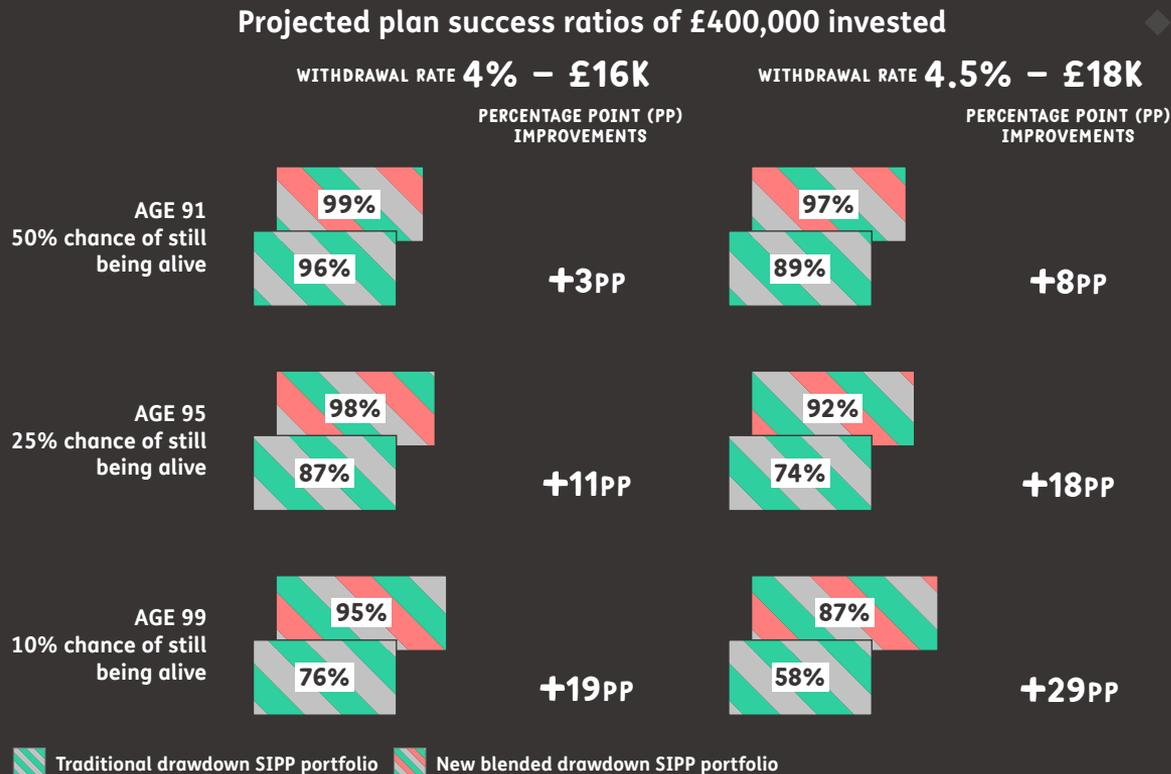 Projected plan success ratios of £400,000 invested
WITHDRAWAL RATE 4% – £16K
WITHDRAWAL RATE 4.5% – £18K
PERCENTAGE POINT (PP)
IMPROVEMENTS
PERCENTAGE POINT (PP)
IMPROVEMENTS
AGE 91
50% chance of still
being alive
99%
96%
+3PP
97%
89%
+8PP
AGE 95
25% chance of still
being alive
98%
87%
+11PP
92%
74%
+18PP
AGE 99
10% chance of still
being alive
95%
76%
+19PP
87%
58%
+29PP
Traditional drawdown SIPP portfolio
New blended drawdown SIPP portfolio